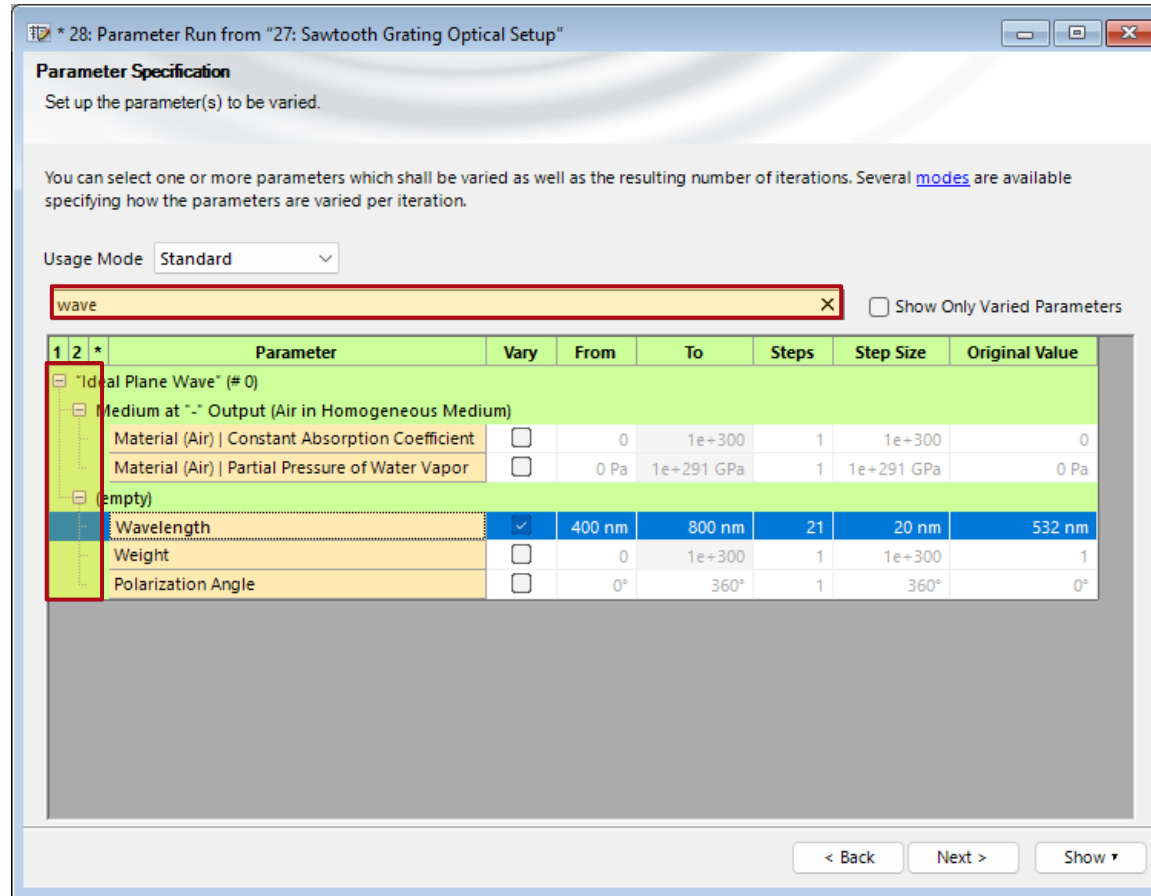 * 28: Parameter Run from "27: Sawtooth Grating Optical Setup"
Parameter Specification
Set up the parameter(s) to be varied.
You can select one or more parameters which shall be varied as well as the resulting number of iterations. Several modes are available
specifying how the parameters are varied per iteration.
Usage Mode Standard
wave Show Only Varied Parameters
1 2 * Parameter Vary From To Steps Step Size Original Value
"Ideal Plane Wave" (# 0)
Medium at "-" Output (Air in Homogeneous Medium)
Material (Air) | Constant Absorption Coefficient 0 1e+300 1 1e+300 0
Material (Air) | Partial Pressure of Water Vapor 0 Pa 1e+291 GPa 1 1e+291 GPa 0 Pa
(empty)
Wavelength 400 nm 800 nm 21 20 nm 532 nm
Weight 0 1e+300 1 1e+300 1
Polarization Angle 0° 360° 1 360° 0°
< Back Next > Show